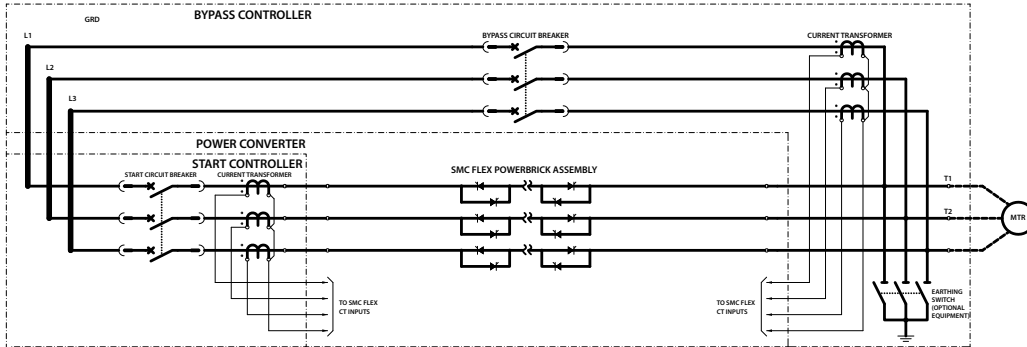 BYPASS CONTROLLER
GRD
L1
BYPASS CIRCUIT BREAKER
CURRENT TRANSFORMER
L2
L3
POWER CONVERTER
START CONTROLLER
START CIRCUIT BREAKER
CURRENT TRANSFORMER
SMC FLEX POWERBRICK ASSEMBLY
T1
T2
MTR
TO SMC FLEX
CT INPUTS
TO SMC FLEX
CT INPUTS
EARTHING
SWITCH
(OPTIONAL
EQUIPMENT)